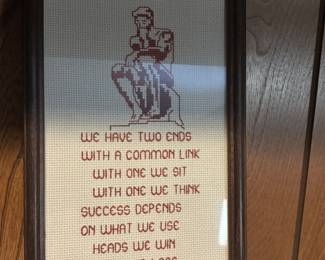 WE HAVE TWO ENDS
WITH A COMMON LINK
WITH ONE WE SIT
WITH ONE WE THINK
SUCCESS DEPENDS
ON WHAT WE USE
HEADS WE WIN